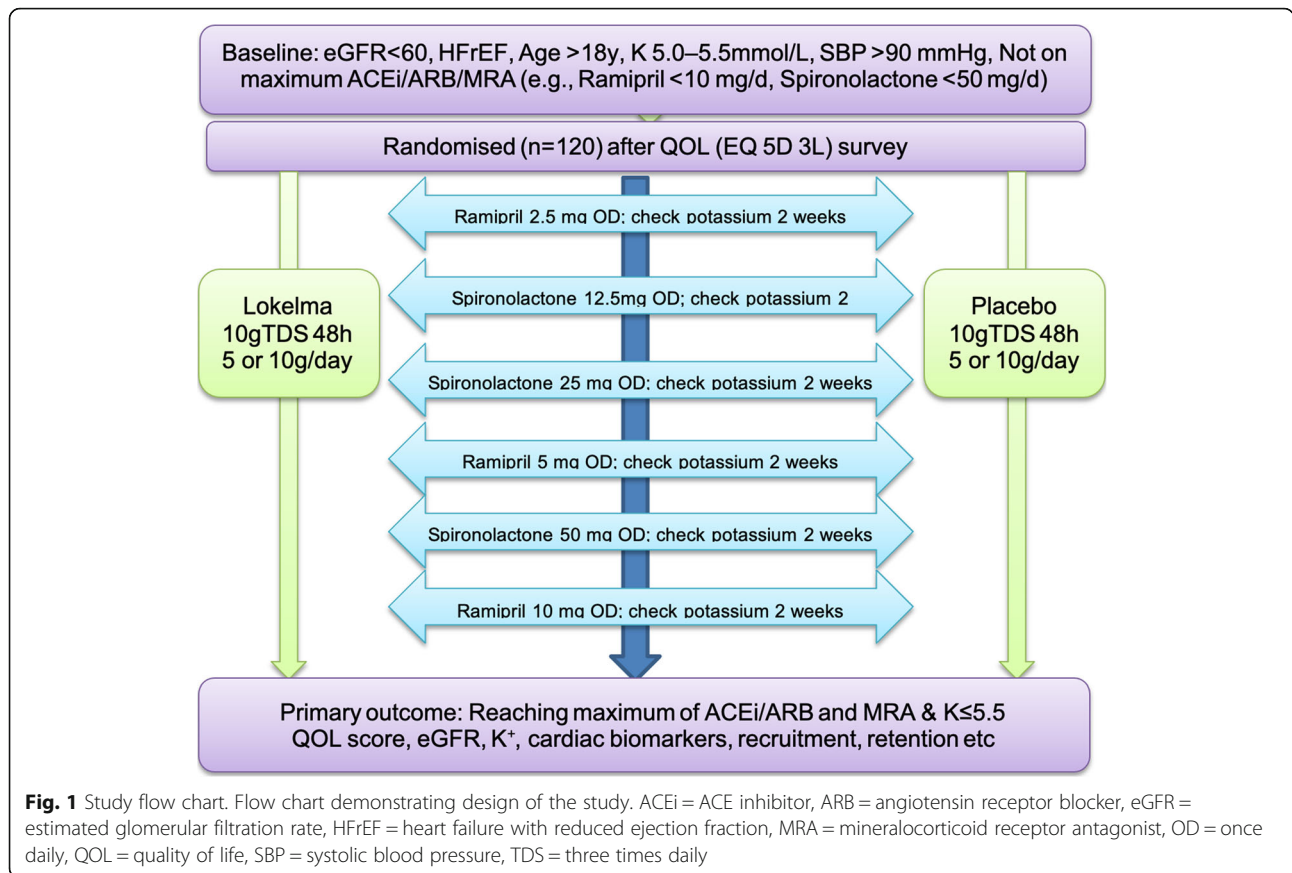 Baseline: eGFR<60, HFrEF, Age >18y, K 5.0–5.5mmol/L, SBP >90 mmHg, Not on
maximum ACEi/ARB/MRA (e.g., Ramipril <10 mg/d, Spironolactone <50 mg/d)
Randomised (n=120) after QOL (EQ 5D 3L) survey
Ramipril 2.5 mg OD; check potassium 2 weeks
Spironolactone 12.5mg OD; check potassium 2
Lokelma
10gTDS 48h
5 or 10g/day
Placebo
10gTDS 48h
5 or 10g/day
Spironolactone 25 mg OD; check potassium 2 weeks
Ramipril 5 mg OD; check potassium 2 weeks
Spironolactone 50 mg OD; check potassium 2 weeks
Ramipril 10 mg OD; check potassium 2 weeks
Primary outcome: Reaching maximum of ACEi/ARB and MRA & K≤5.5
QOL score, eGFR, K⁺, cardiac biomarkers, recruitment, retention etc
Fig. 1 Study flow chart. Flow chart demonstrating design of the study. ACEi = ACE inhibitor, ARB = angiotensin receptor blocker, eGFR =
estimated glomerular filtration rate, HFrEF = heart failure with reduced ejection fraction, MRA = mineralocorticoid receptor antagonist, OD = once
daily, QOL = quality of life, SBP = systolic blood pressure, TDS = three times daily